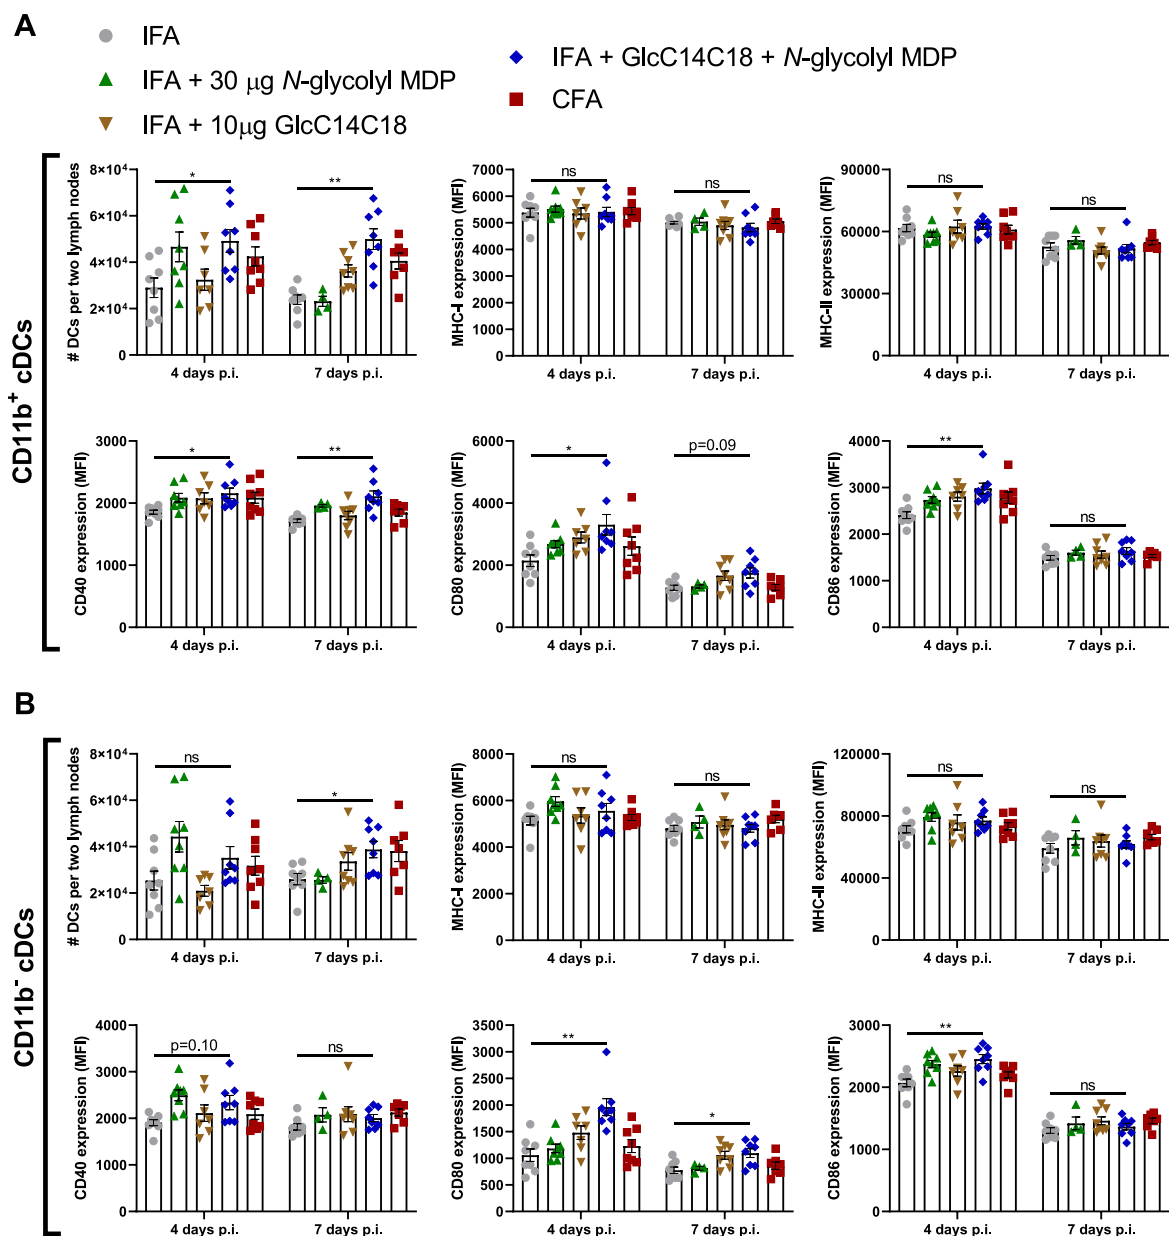 A
IFA
IFA + 30 μg N-glycolyl MDP
IFA + 10μg GlcC14C18
IFA + GlcC14C18 + N-glycolyl MDP
CFA
CD11b+ cDCs
# DCs per two lymph nodes
8×10⁴
6×10⁴
4×10⁴
2×10⁴
0
*
**
4 days p.i.
7 days p.i.
MHC-I expression (MFI)
7000
6000
5000
4000
3000
2000
1000
0
ns
ns
4 days p.i.
7 days p.i.
MHC-II expression (MFI)
90000
60000
30000
0
ns
ns
4 days p.i.
7 days p.i.
CD40 expression (MFI)
3000
2000
1000
0
*
**
4 days p.i.
7 days p.i.
CD80 expression (MFI)
6000
4000
2000
0
*
p=0.09
4 days p.i.
7 days p.i.
CD86 expression (MFI)
4000
3000
2000
1000
0
**
ns
4 days p.i.
7 days p.i.
B
CD11b- cDCs
# DCs per two lymph nodes
8×10⁴
6×10⁴
4×10⁴
2×10⁴
0
ns
*
4 days p.i.
7 days p.i.
MHC-I expression (MFI)
8000
6000
4000
2000
0
ns
ns
4 days p.i.
7 days p.i.
MHC-II expression (MFI)
120000
80000
40000
0
ns
ns
4 days p.i.
7 days p.i.
CD40 expression (MFI)
4000
3000
2000
1000
0
p=0.10
ns
4 days p.i.
7 days p.i.
CD80 expression (MFI)
3500
3000
2500
2000
1500
1000
500
0
**
*
4 days p.i.
7 days p.i.
CD86 expression (MFI)
3000
2000
1000
0
**
ns
4 days p.i.
7 days p.i.